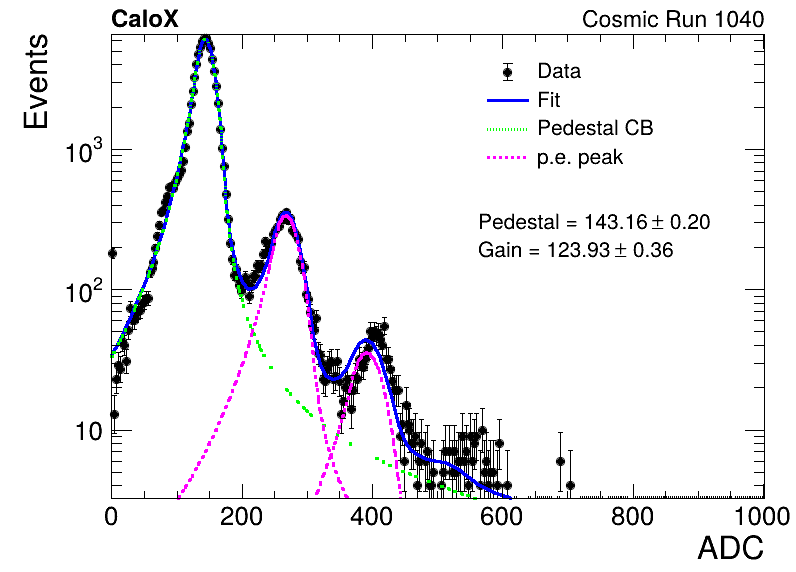 CaloX
Cosmic Run 1040
Events
Data
Fit
Pedestal CB
p.e. peak
Pedestal = 143.16 ± 0.20
Gain = 123.93 ± 0.36
10³
10²
10
0 200 400 600 800 1000
ADC